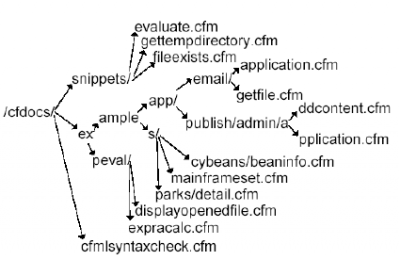 evaluate.cfm
gettempdirectory.cfm
fileexists.cfm
snippets/
application.cfm
email/
getfile.cfm
app/
ddcontent.cfm
/cfdocs/
ample
publish/admin/a
ex
s/
pplication.cfm
peval/
cybeans/beaninfo.cfm
mainframeset.cfm
parks/detail.cfm
displayopenedfile.cfm
expracalc.cfm
cfmlsyntaxcheck.cfm